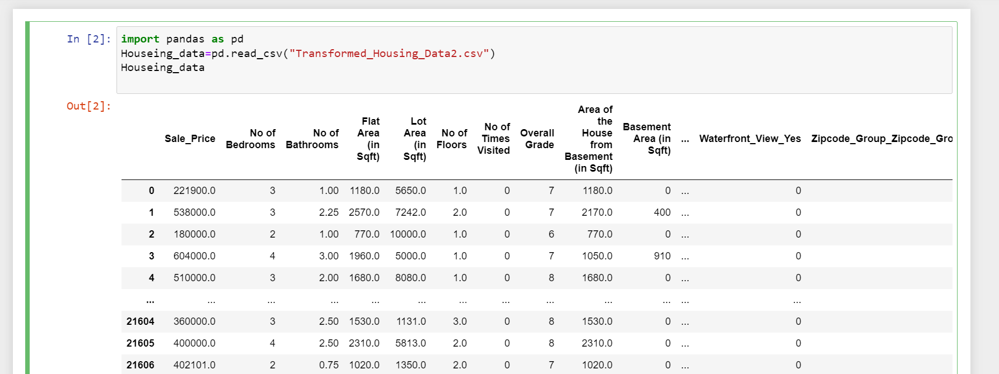 In [2]: import pandas as pd
Houseing_data=pd.read_csv("Transformed_Housing_Data2.csv")
Houseing_data
Out[2]:
Sale_Price No of Bedrooms No of Bathrooms Flat Area (in Sqft) Lot Area (in Sqft) No of Floors No of Times Visited Overall Grade Area of the House from Basement (in Sqft) Basement Area (in Sqft) ... Waterfront_View_Yes Zipcode_Group_Zipcode_Gro
0 221900.0 3 1.00 1180.0 5650.0 1.0 0 7 1180.0 0 ... 0
1 538000.0 3 2.25 2570.0 7242.0 2.0 0 7 2170.0 400 ... 0
2 180000.0 2 1.00 770.0 10000.0 1.0 0 6 770.0 0 ... 0
3 604000.0 4 3.00 1960.0 5000.0 1.0 0 7 1050.0 910 ... 0
4 510000.0 3 2.00 1680.0 8080.0 1.0 0 8 1680.0 0 ... 0
... ... ... ... ... ... ... ... ... ... ... ... ...
21604 360000.0 3 2.50 1530.0 1131.0 3.0 0 8 1530.0 0 ... 0
21605 400000.0 4 2.50 2310.0 5813.0 2.0 0 8 2310.0 0 ... 0
21606 402101.0 2 0.75 1020.0 1350.0 2.0 0 7 1020.0 0 ... 0